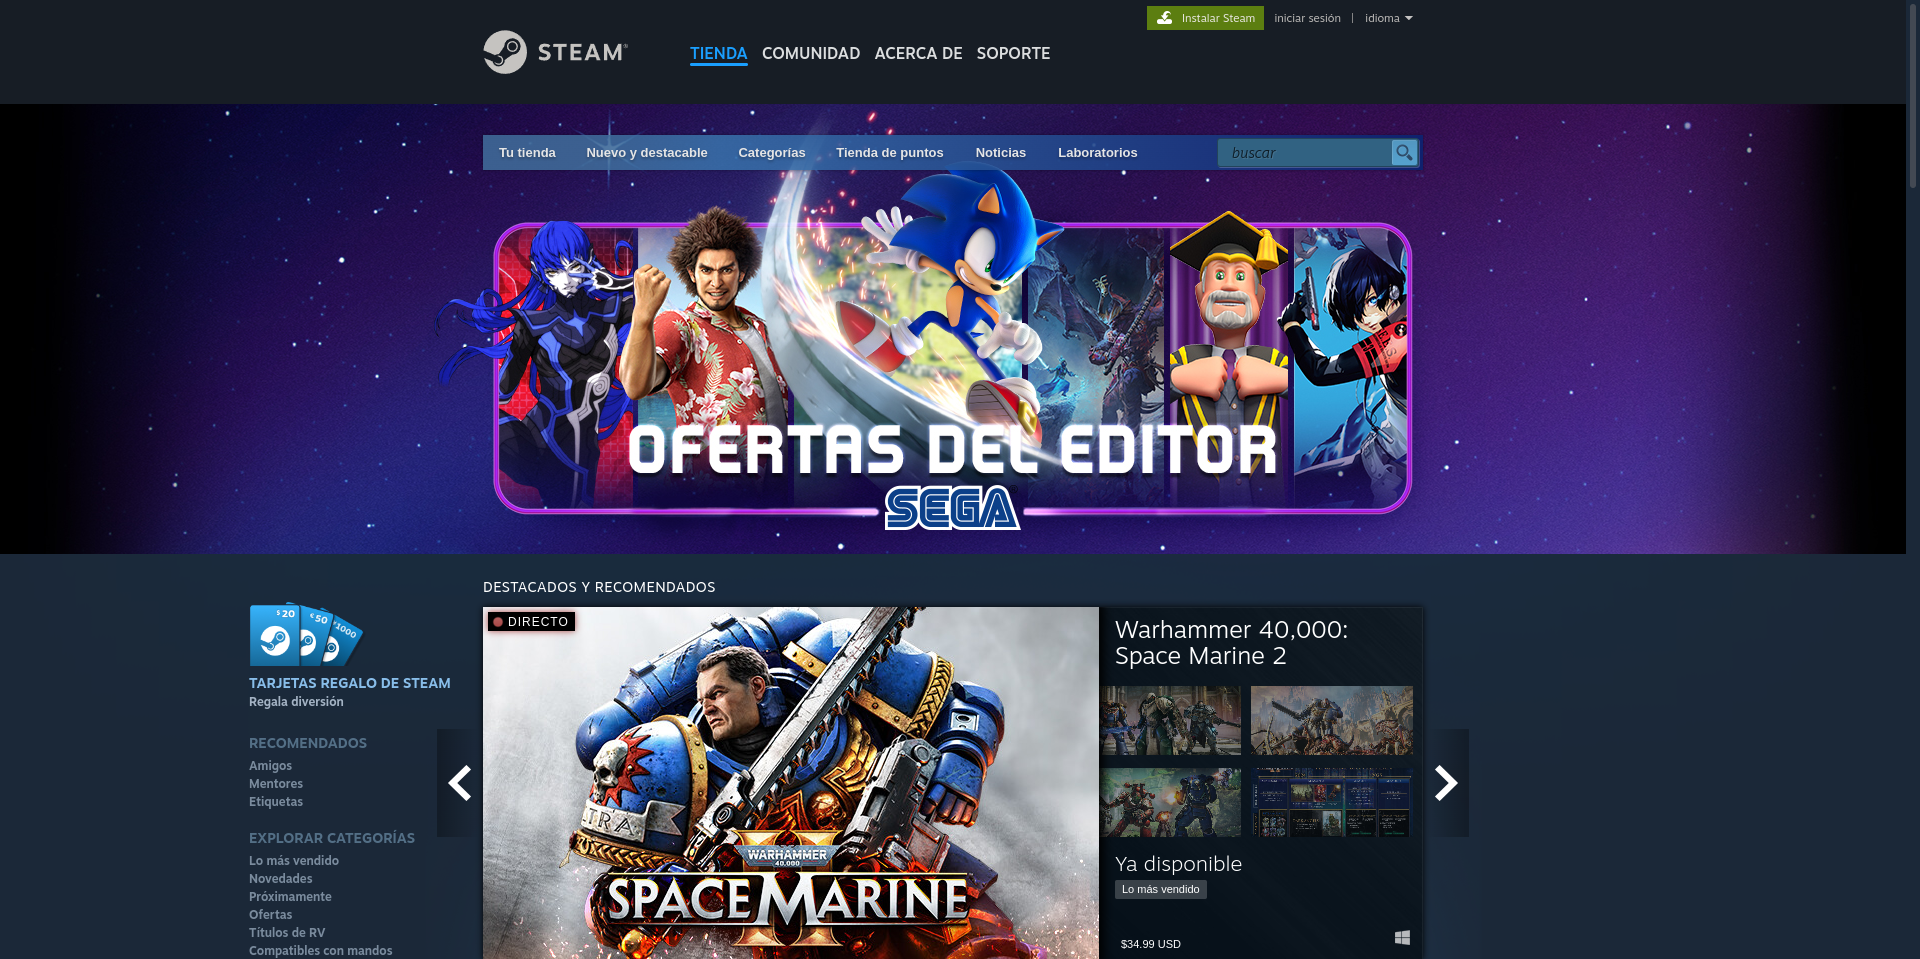 Instalar Steam
iniciar sesión | idioma
STEAM®
TIENDA COMUNIDAD ACERCA DE SOPORTE
Tu tienda Nuevo y destacable Categorías Tienda de puntos Noticias Laboratorios buscar
OFERTAS DEL EDITOR
SEGA
DESTACADOS Y RECOMENDADOS
$20 €50 ¥1000
TARJETAS REGALO DE STEAM
Regala diversión
RECOMENDADOS
Amigos
Mentores
Etiquetas
EXPLORAR CATEGORÍAS
Lo más vendido
Novedades
Próximamente
Ofertas
Títulos de RV
Compatibles con mandos
DIRECTO
WARHAMMER
40,000
SPACE MARINE
II
Warhammer 40,000:
Space Marine 2
Ya disponible
Lo más vendido
$34.99 USD